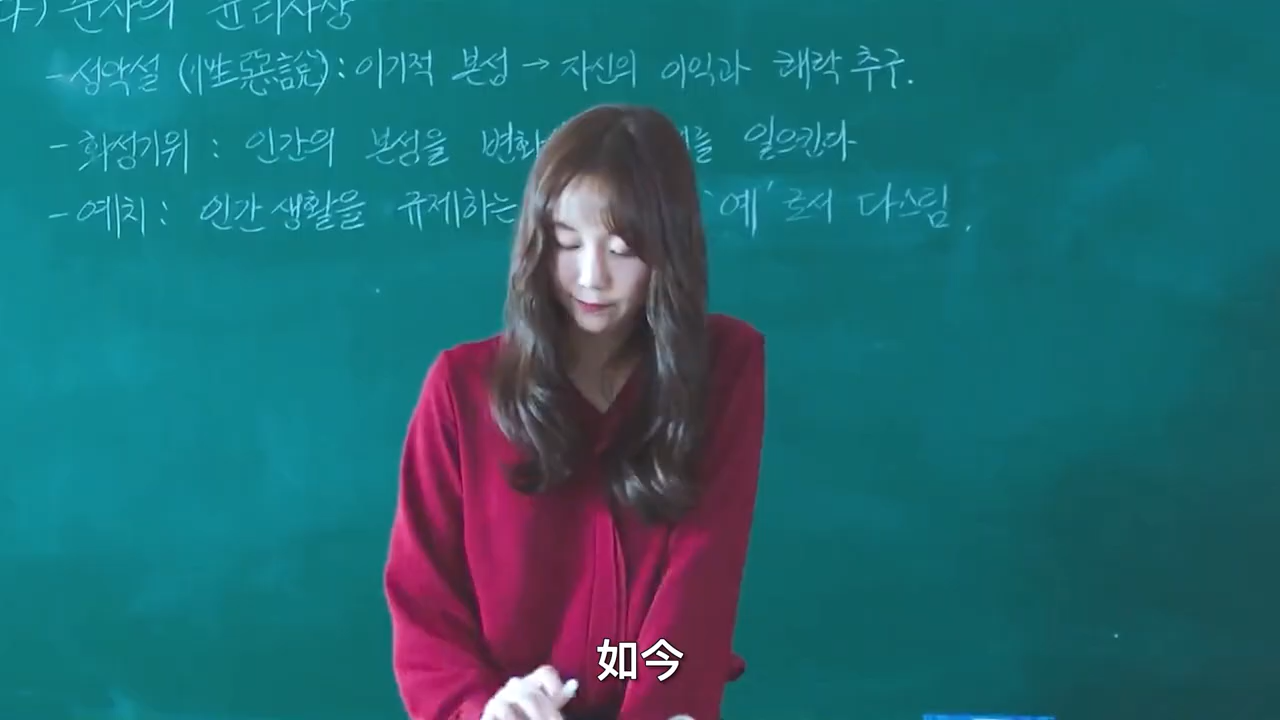 순자의 윤리사상
- 성악설 (性惡說) : 이기적 본성 → 자신의 이익과 쾌락 추구.
- 화성기위 : 인간의 본성을 변화 를 일으킨다
- 예치 : 인간 생활을 규제하는 '예'로서 다스림.
如今